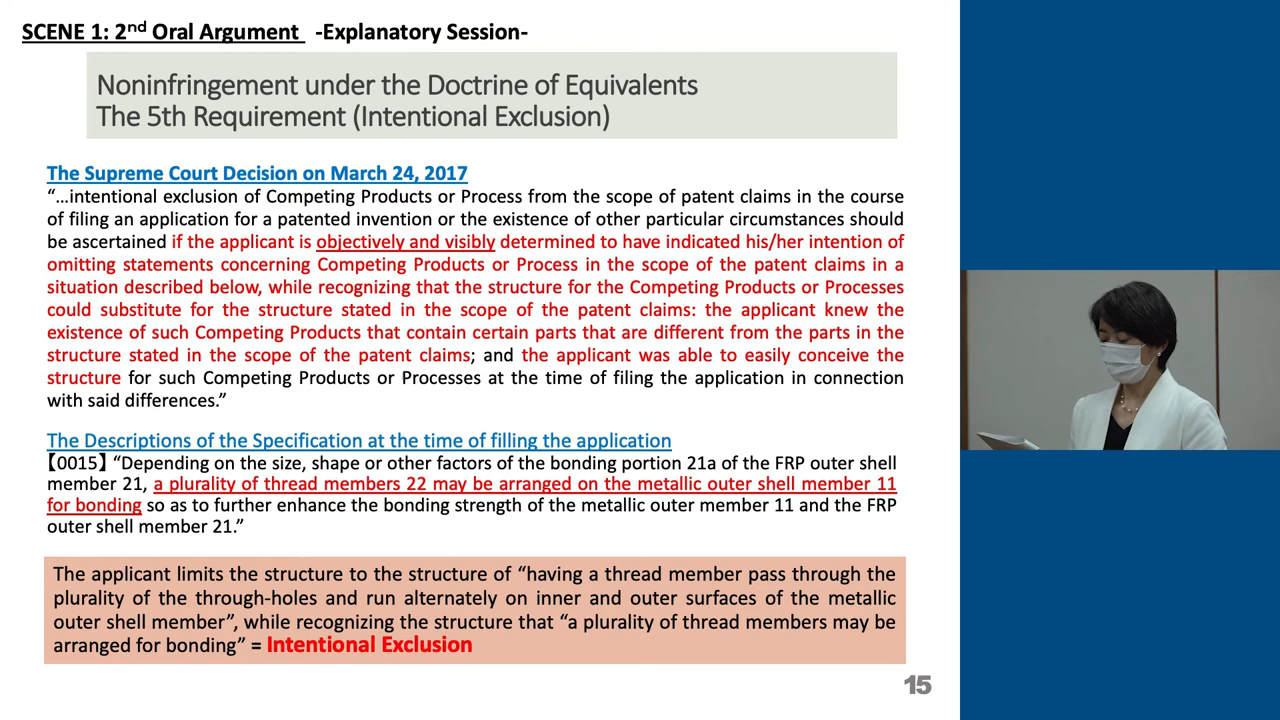 SCENE 1: 2nd Oral Argument -Explanatory Session-
Noninfringement under the Doctrine of Equivalents
The 5th Requirement (Intentional Exclusion)
The Supreme Court Decision on March 24, 2017
“…intentional exclusion of Competing Products or Process from the scope of patent claims in the course
of filing an application for a patented invention or the existence of other particular circumstances should
be ascertained if the applicant is objectively and visibly determined to have indicated his/her intention of
omitting statements concerning Competing Products or Process in the scope of the patent claims in a
situation described below, while recognizing that the structure for the Competing Products or Processes
could substitute for the structure stated in the scope of the patent claims: the applicant knew the
existence of such Competing Products that contain certain parts that are different from the parts in the
structure stated in the scope of the patent claims; and the applicant was able to easily conceive the
structure for such Competing Products or Processes at the time of filing the application in connection
with said differences.”
The Descriptions of the Specification at the time of filling the application
【0015】“Depending on the size, shape or other factors of the bonding portion 21a of the FRP outer shell
member 21, a plurality of thread members 22 may be arranged on the metallic outer shell member 11
for bonding so as to further enhance the bonding strength of the metallic outer member 11 and the FRP
outer shell member 21.”
The applicant limits the structure to the structure of “having a thread member pass through the
plurality of the through-holes and run alternately on inner and outer surfaces of the metallic
outer shell member”, while recognizing the structure that “a plurality of thread members may be
arranged for bonding” = Intentional Exclusion
15